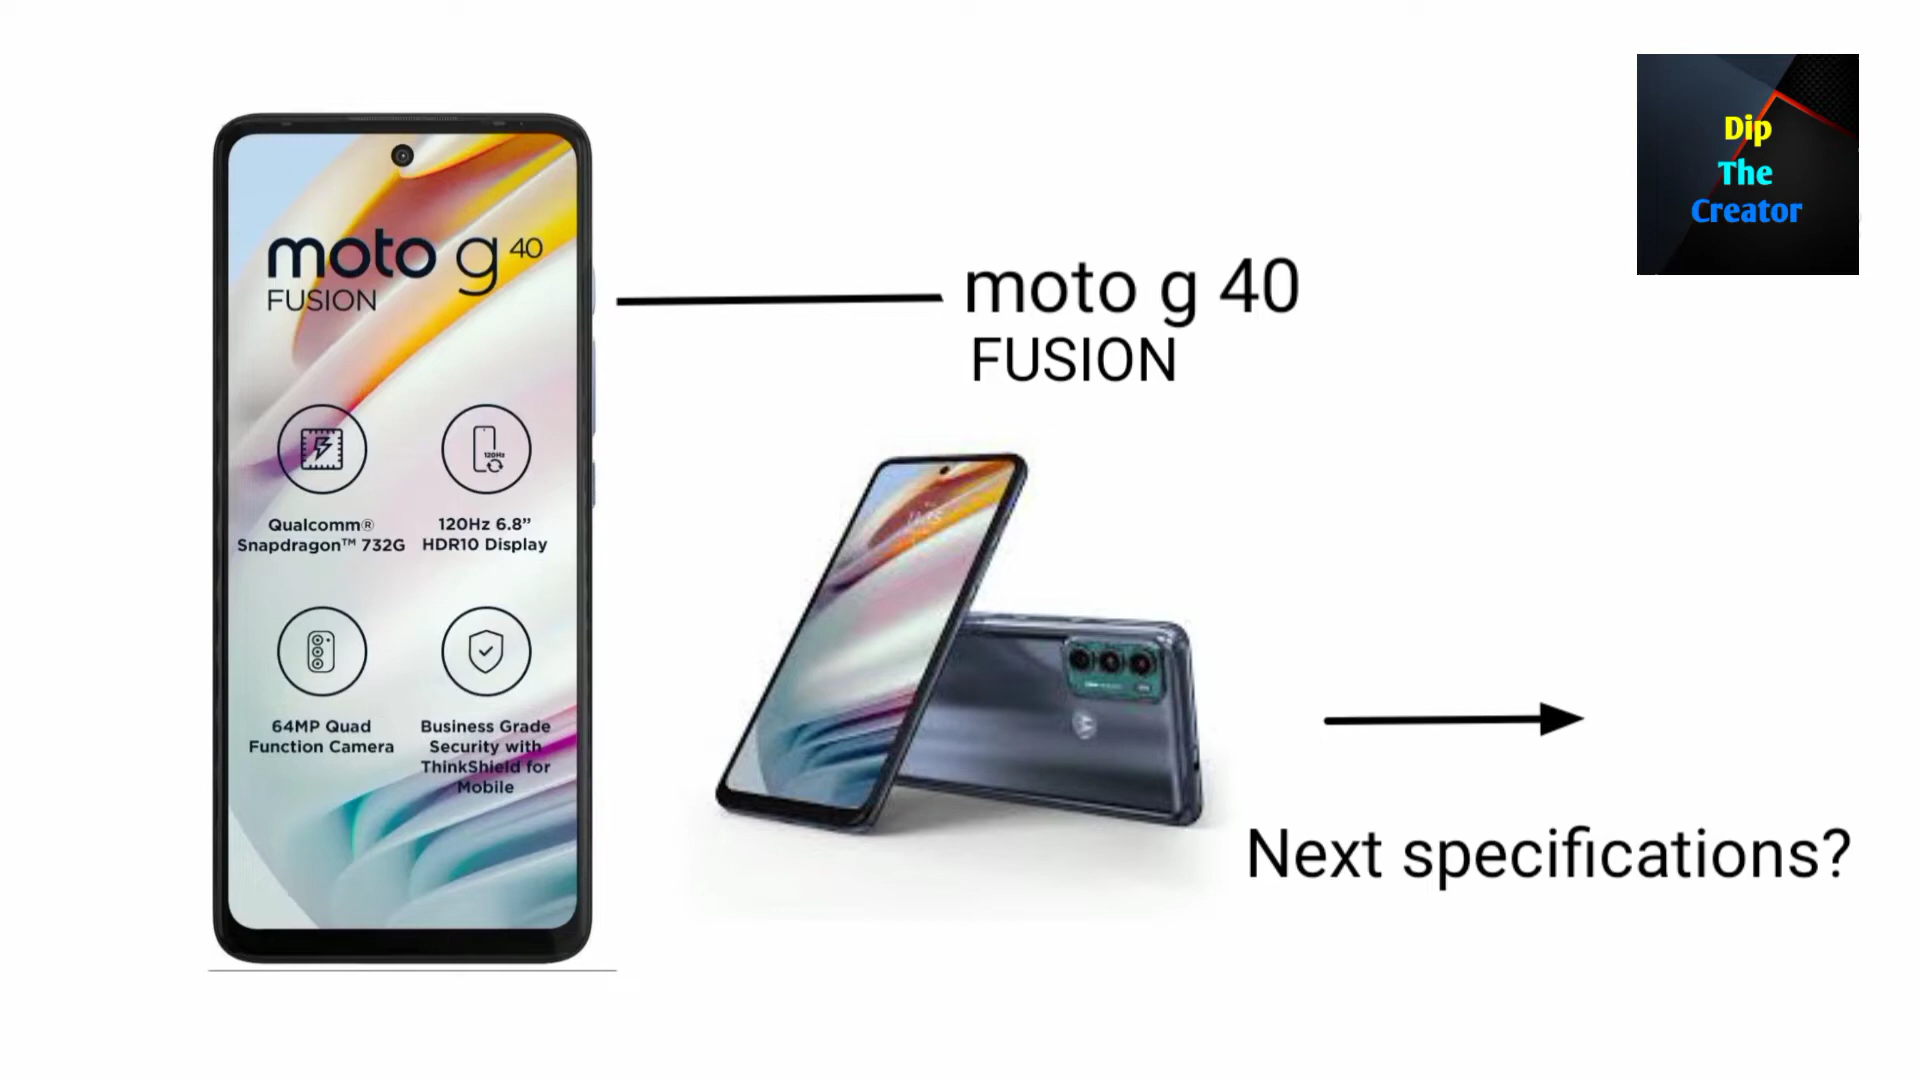 moto g 40
FUSION
Qualcomm®
Snapdragon™ 732G
120Hz
120Hz 6.8”
HDR10 Display
64MP Quad
Function Camera
Business Grade
Security with
ThinkShield for
Mobile
moto g 40
FUSION
Next specifications?
Dip
The
Creator